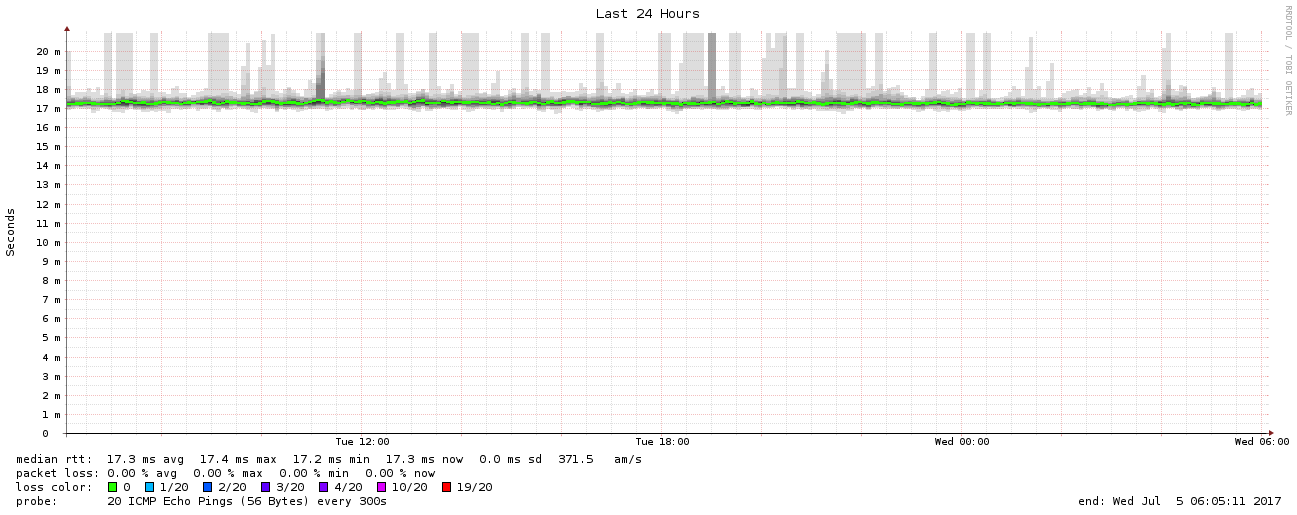 Last 24 Hours
RRDTOOL / TOBI OETIKER
Seconds
20 m
19 m
18 m
17 m
16 m
15 m
14 m
13 m
12 m
11 m
10 m
9 m
8 m
7 m
6 m
5 m
4 m
3 m
2 m
1 m
0
Tue 12:00 Tue 18:00 Wed 00:00 Wed 06:00
median rtt: 17.3 ms avg 17.4 ms max 17.2 ms min 17.3 ms now 0.0 ms sd 371.5 am/s
packet loss: 0.00 % avg 0.00 % max 0.00 % min 0.00 % now
loss color: 0 1/20 2/20 3/20 4/20 10/20 19/20
probe: 20 ICMP Echo Pings (56 Bytes) every 300s end: Wed Jul 5 06:05:11 2017